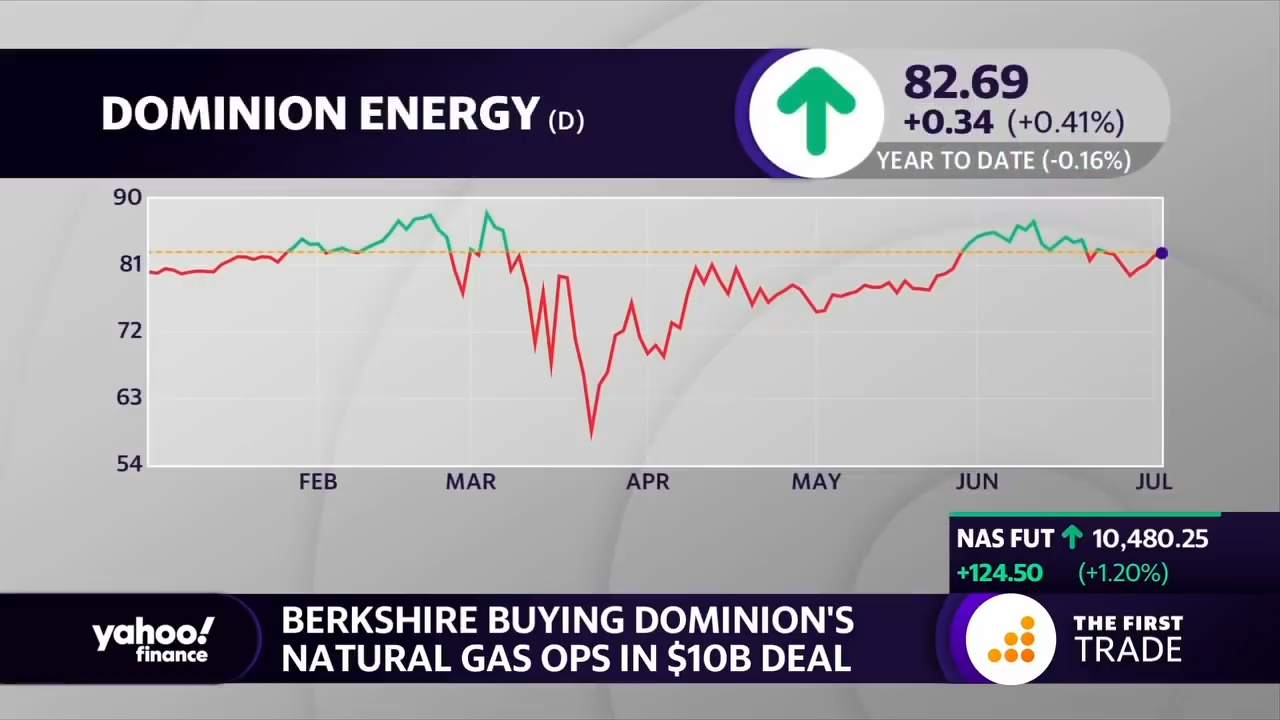 DOMINION ENERGY (D)
82.69
+0.34 (+0.41%)
YEAR TO DATE (-0.16%)
90
81
72
63
54
FEB MAR APR MAY JUN JUL
NAS FUT 10,480.25
+124.50 (+1.20%)
yahoo!
finance
BERKSHIRE BUYING DOMINION'S
NATURAL GAS OPS IN $10B DEAL
THE FIRST
TRADE